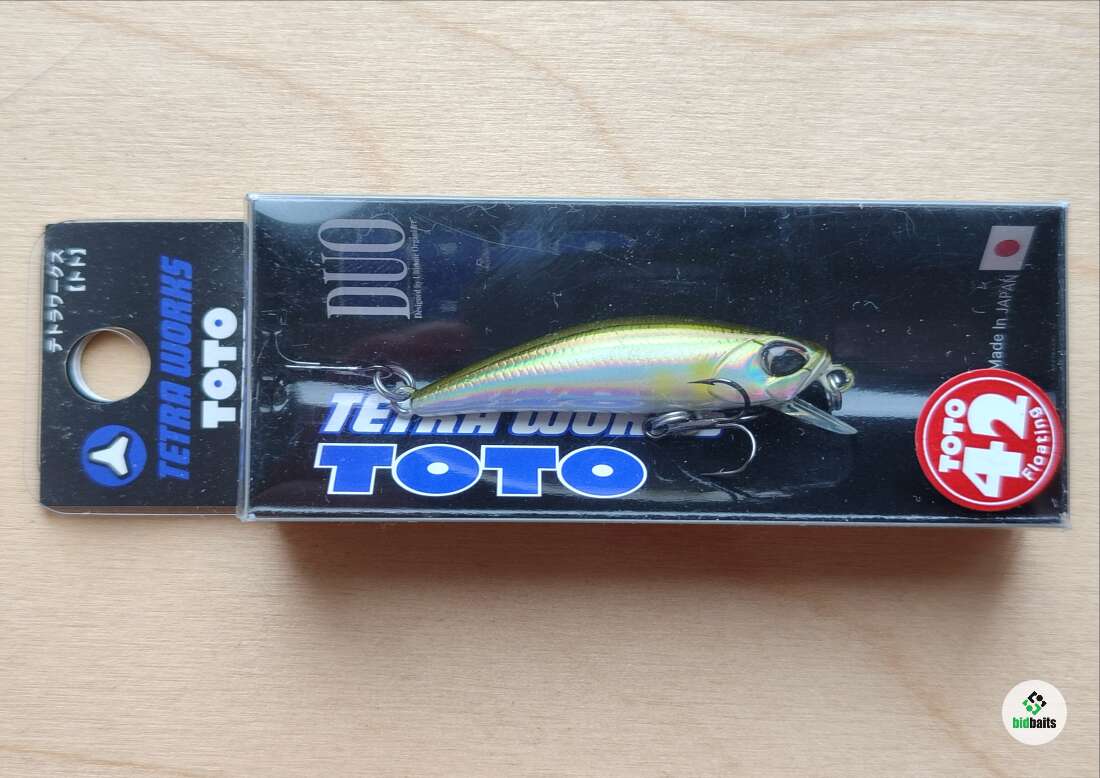 テトラワークス
【トト】
TETRA WORKS
TOTO
DUO
Designed by Ultimate Organizer
Made In JAPAN
TETRA WORKS
TOTO
TOTO
42
Floating
bidbaits